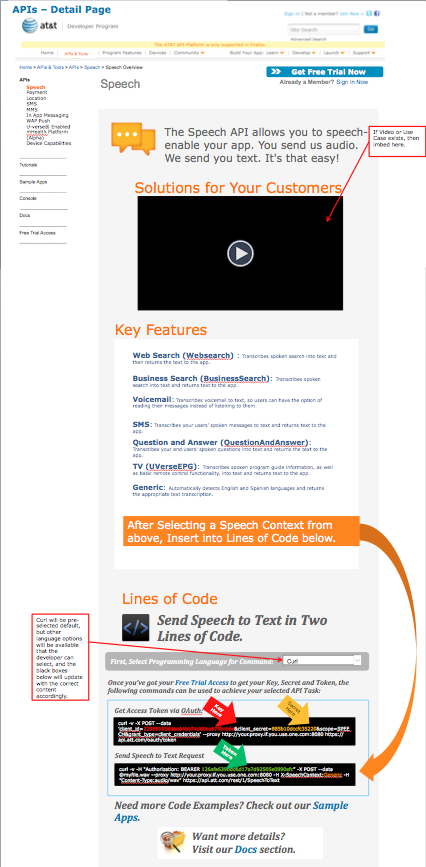 APIs – Detail Page
Sign In | Not a member? Join Now »
at&t Developer Program
Site Search Go
Advanced Search
The AT&T API Platform is only supported in Firefox.
Home APIs & Tools Program Features Devices Community Build Your App: Learn Develop Launch Support
Home > APIs & Tools > APIs > Speech > Speech Overview
Get Free Trial Now
Already a Member? Sign In Now
APIs
Speech
Payment
Location
SMS
MMS
In App Messaging
WAP Push
U-verse® Enabled
mHealth Platform
(Alpha)
Device Capabilities
Tutorials
Sample Apps
Console
Docs
Free Trial Access
Speech
The Speech API allows you to speech-
enable your app. You send us audio.
We send you text. It's that easy!
If Video or Use
Case exists, then
imbed here.
Solutions for Your Customers
Key Features
Web Search (Websearch) : Transcribes spoken search into text and
then returns the text to the app.
Business Search (BusinessSearch): Transcribes spoken
search into text and returns text to the app.
Voicemail: Transcribes voicemail to text, so users can have the option of
reading their messages instead of listening to them.
SMS: Transcribes your users' spoken messages to text and returns text to the
app.
Question and Answer (QuestionAndAnswer):
Transcribes your end users' spoken questions into text and returns the text to the
app.
TV (UVerseEPG): Transcribes spoken program guide information, as well
as basic remote control functionality, into text and returns text to the app.
Generic: Automatically detects English and Spanish languages and returns
the appropriate text transcription.
After Selecting a Speech Context from
above, Insert into Lines of Code below.
Lines of Code
Curl will be pre-
selected default,
but other
language options
will be available
that the
developer can
select, and the
black boxes
below will update
with the correct
content
accordingly.
</> Send Speech to Text in Two
Lines of Code.
First, Select Programming Language for Command: Curl
Once you've got your Free Trial Access to get your Key, Secret and Token, the
following commands can be used to achieve your selected API Task:
Get Access Token via OAuth:
Key Here
Secret Here
curl -v -X POST --data
&client_secret=
--proxy http://your.proxy.if.you.use.one.com:8080 https://
api.att.com/oauth/token
Send Speech to Text Request
Token Here
curl -v -H "Authorization: BEARER
-X POST --data
@myfile.wav --proxy http://your.proxy.if.you.use.one.com:8080 -H X-SpeechContext:Generic -H
"Content-Type:audio/wav" https://api.att.com/rest/1/SpeechToText
Need more Code Examples? Check out our Sample
Apps.
Want more details?
Visit our Docs section.